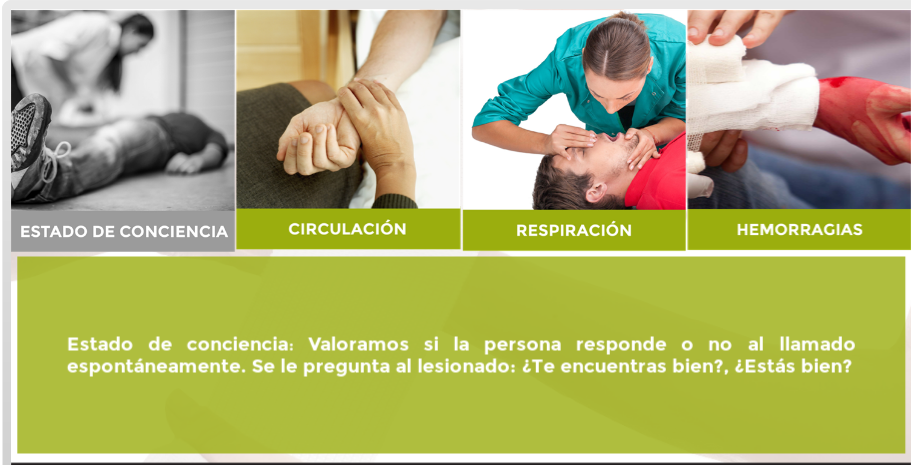 ESTADO DE CONCIENCIA
CIRCULACIÓN
RESPIRACIÓN
HEMORRAGIAS
Estado de conciencia: Valoramos si la persona responde o no al llamado
espontáneamente. Se le pregunta al lesionado: ¿Te encuentras bien?, ¿Estás bien?